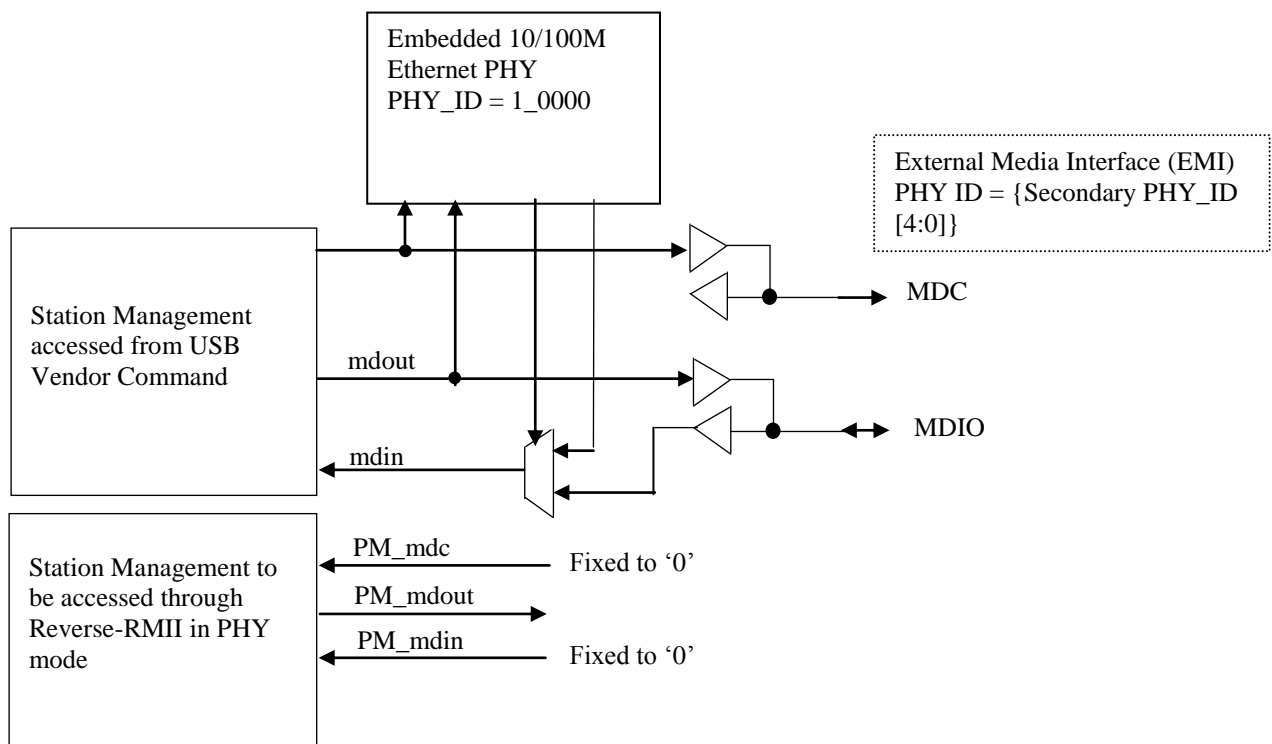 Embedded 10/100M
Ethernet PHY
PHY_ID = 1_0000
External Media Interface (EMI)
PHY ID = {Secondary PHY_ID
[4:0]}
MDC
Station Management
accessed from USB
Vendor Command
mdout
MDIO
mdin
Station Management to
be accessed through
Reverse-RMII in PHY
mode
PM_mdc
Fixed to ‘0’
PM_mdout
PM_mdin
Fixed to ‘0’